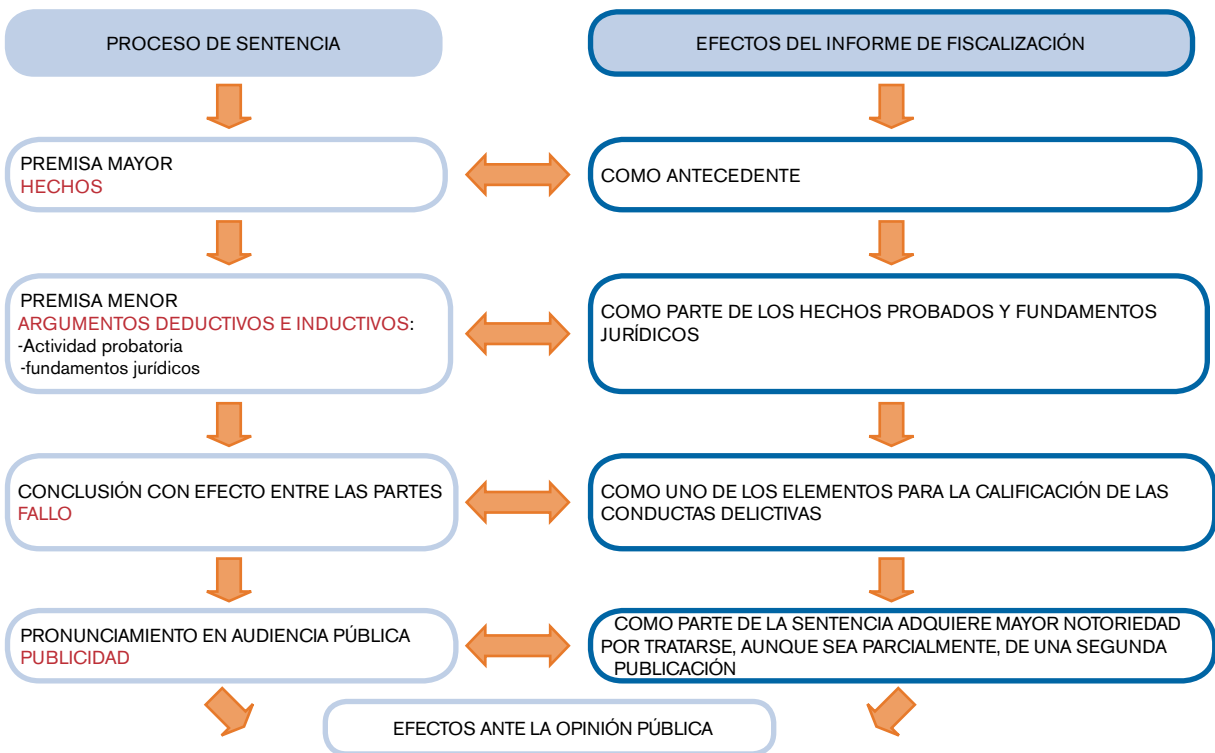 PROCESO DE SENTENCIA
EFECTOS DEL INFORME DE FISCALIZACIÓN
PREMISA MAYOR
HECHOS
COMO ANTECEDENTE
PREMISA MENOR
ARGUMENTOS DEDUCTIVOS E INDUCTIVOS:
-Actividad probatoria
-fundamentos jurídicos
COMO PARTE DE LOS HECHOS PROBADOS Y FUNDAMENTOS
JURÍDICOS
CONCLUSIÓN CON EFECTO ENTRE LAS PARTES
FALLO
COMO UNO DE LOS ELEMENTOS PARA LA CALIFICACIÓN DE LAS
CONDUCTAS DELICTIVAS
PRONUNCIAMIENTO EN AUDIENCIA PÚBLICA
PUBLICIDAD
COMO PARTE DE LA SENTENCIA ADQUIERE MAYOR NOTORIEDAD
POR TRATARSE, AUNQUE SEA PARCIALMENTE, DE UNA SEGUNDA
PUBLICACIÓN
EFECTOS ANTE LA OPINIÓN PÚBLICA